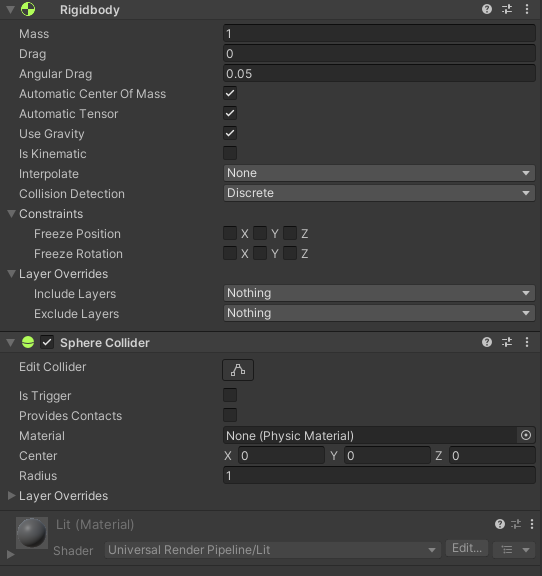 Rigidbody
Mass 1
Drag 0
Angular Drag 0.05
Automatic Center Of Mass
Automatic Tensor
Use Gravity
Is Kinematic
Interpolate None
Collision Detection Discrete
Constraints
Freeze Position X Y Z
Freeze Rotation X Y Z
Layer Overrides
Include Layers Nothing
Exclude Layers Nothing
Sphere Collider
Edit Collider
Is Trigger
Provides Contacts
Material None (Physic Material)
Center X 0 Y 0 Z 0
Radius 1
Layer Overrides
Lit (Material)
Shader Universal Render Pipeline/Lit Edit...